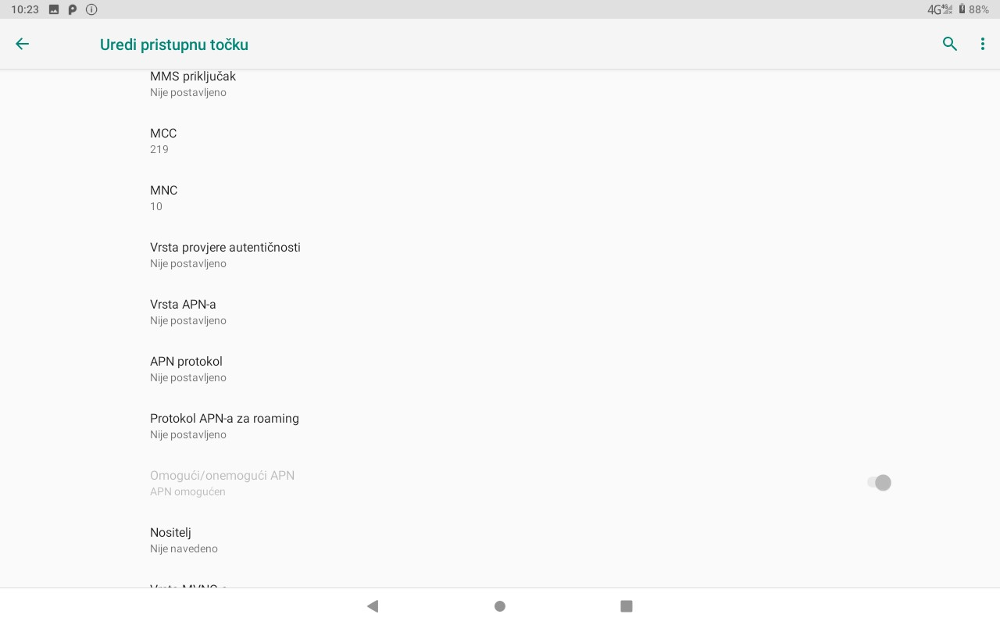 10:23
4G 4G 88%
Uredi pristupnu točku
MMS priključak
Nije postavljeno
MCC
219
MNC
10
Vrsta provjere autentičnosti
Nije postavljeno
Vrsta APN-a
Nije postavljeno
APN protokol
Nije postavljeno
Protokol APN-a za roaming
Nije postavljeno
Omogući/onemogući APN
APN omogućen
Nositelj
Nije navedeno